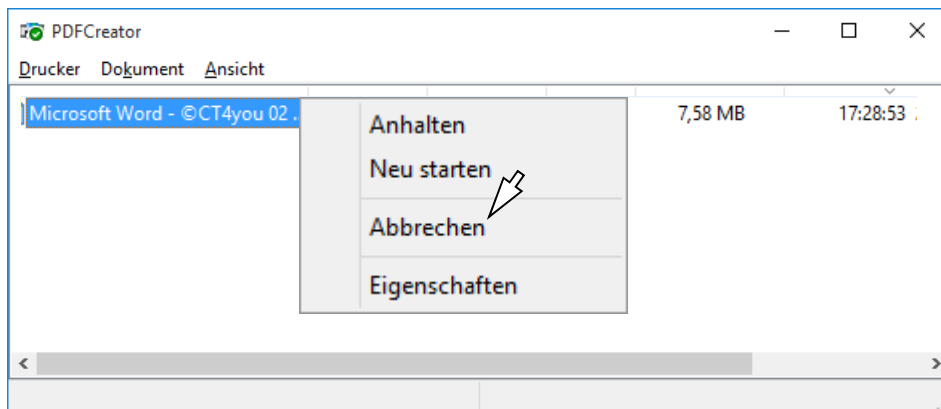 PDFCreator
Drucker Dokument Ansicht
Microsoft Word - ©CT4you 02 ... 7,58 MB 17:28:53
Anhalten
Neu starten
Abbrechen
Eigenschaften